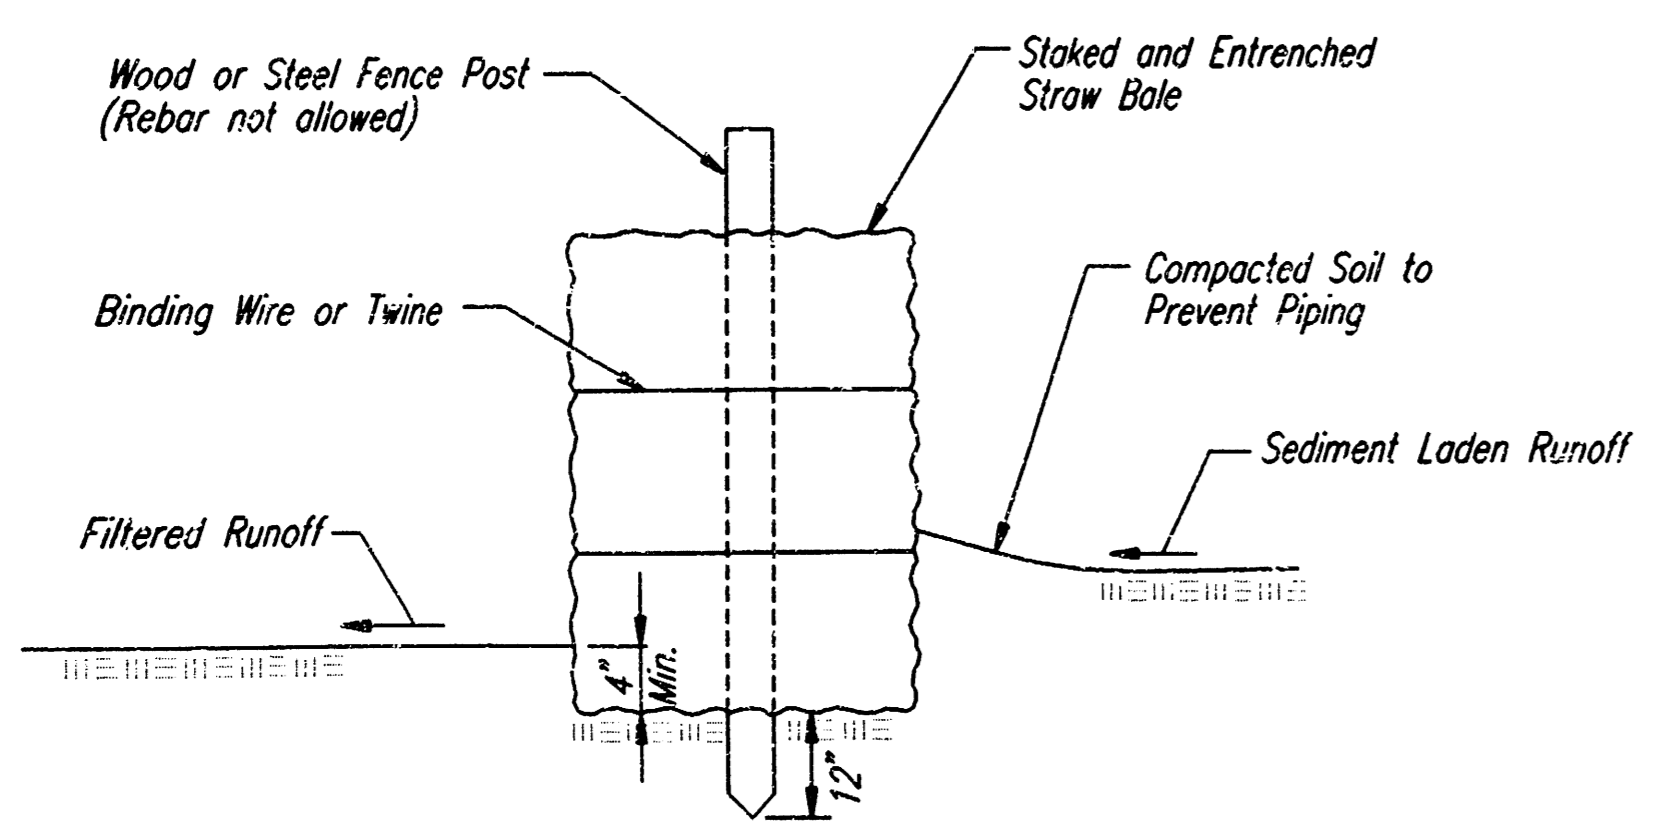 Wood or Steel Fence Post
(Rebar not allowed)
Staked and Entrenched
Straw Bale
Binding Wire or Twine
Compacted Soil to
Prevent Piping
Sediment Laden Runoff
Filtered Runoff
4"
Min.
12"